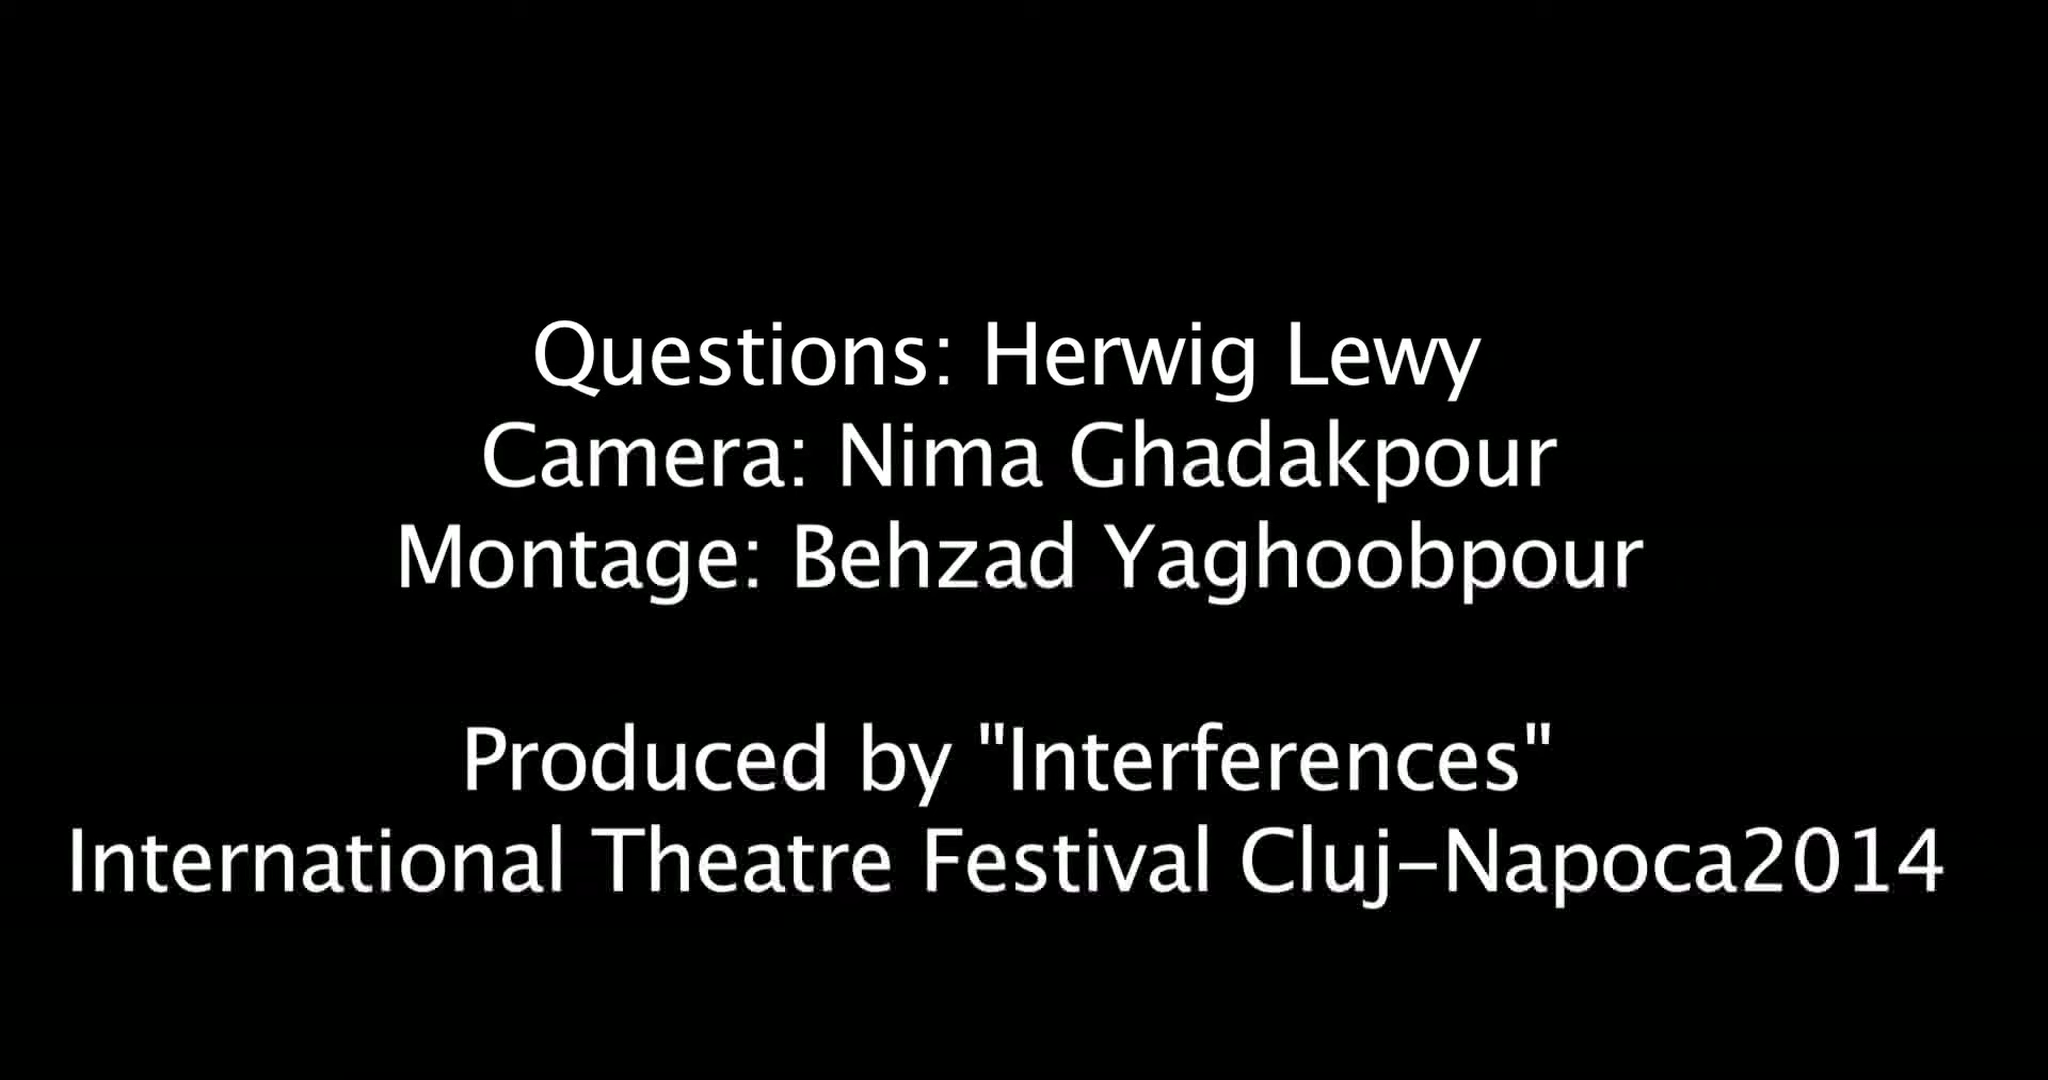 Questions: Herwig Lewy
Camera: Nima Ghadakpour
Montage: Behzad Yaghoobpour
Produced by "Interferences"
International Theatre Festival Cluj-Napoca2014